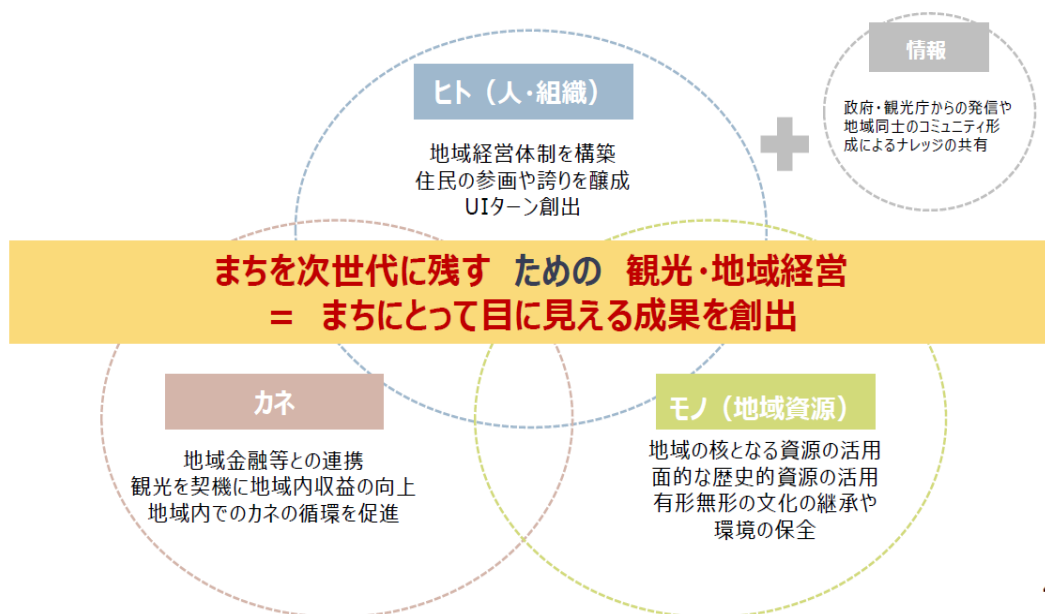 情報
政府・観光庁からの発信や
地域同士のコミュニティ形
成によるナレッジの共有
ヒト（人・組織）
地域経営体制を構築
住民の参画や誇りを醸成
UIターン創出
まちを次世代に残す ための 観光・地域経営
＝ まちにとって目に見える成果を創出
カネ
地域金融等との連携
観光を契機に地域内収益の向上
地域内でのカネの循環を促進
モノ（地域資源）
地域の核となる資源の活用
面的な歴史的資源の活用
有形無形の文化の継承や
環境の保全